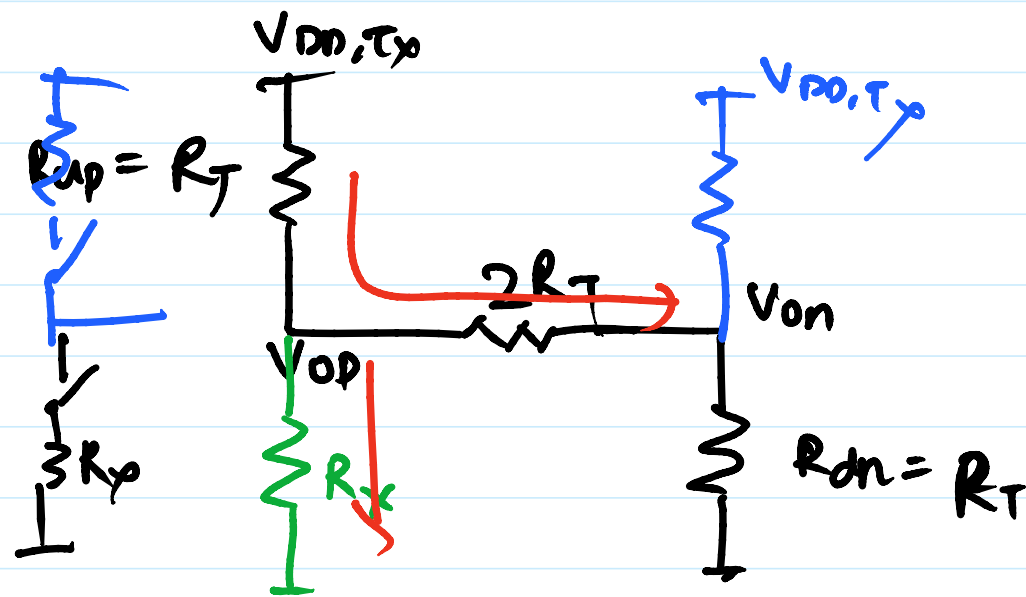 VDD,Tx
VDD,Tx
Rup = RT
2RT
Von
Vop
Rx
Rx
Rdn = RT